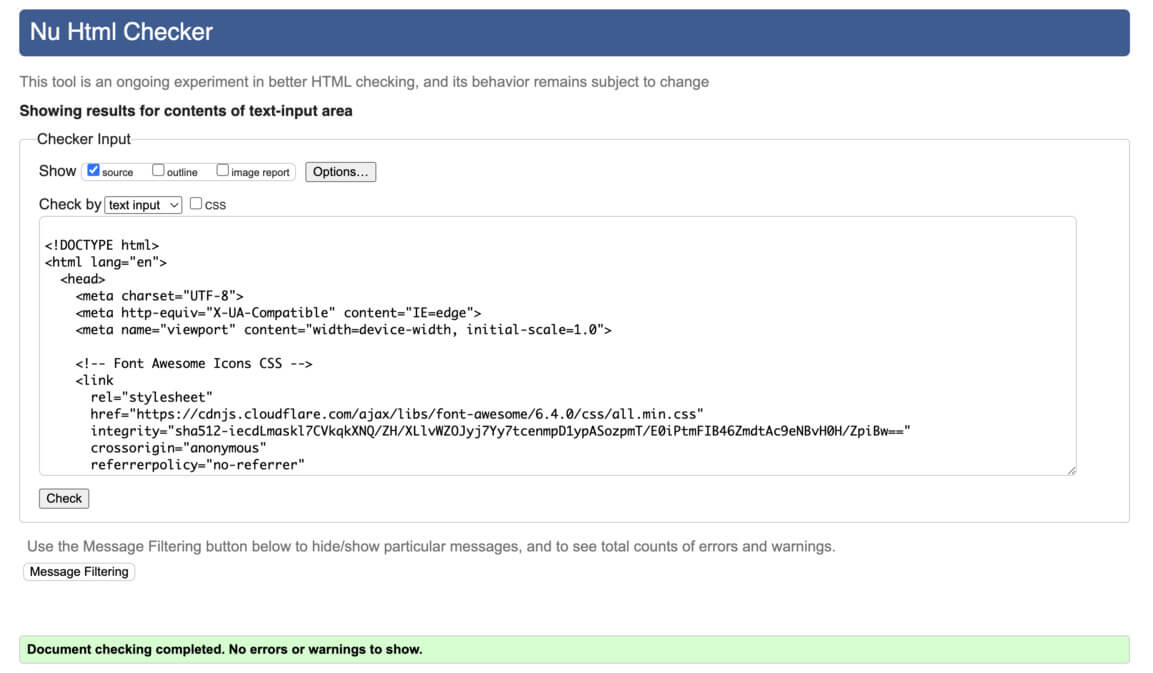 Nu Html Checker
This tool is an ongoing experiment in better HTML checking, and its behavior remains subject to change
Showing results for contents of text-input area
Checker Input
Show source outline image report Options...
Check by text input css
<!DOCTYPE html>
<html lang="en">
  <head>
    <meta charset="UTF-8">
    <meta http-equiv="X-UA-Compatible" content="IE=edge">
    <meta name="viewport" content="width=device-width, initial-scale=1.0">
    <!-- Font Awesome Icons CSS -->
    <link
      rel="stylesheet"
      href="https://cdnjs.cloudflare.com/ajax/libs/font-awesome/6.4.0/css/all.min.css"
      integrity="sha512-iecdLmaskl7CVkqkXNQ/ZH/XLlvWZOJyj7Yy7tcenmpD1ypASozpmT/E0iPtmFIB46ZmdtAc9eNBvH0H/ZpiBw=="
      crossorigin="anonymous"
      referrerpolicy="no-referrer"
Check
Use the Message Filtering button below to hide/show particular messages, and to see total counts of errors and warnings.
Message Filtering
Document checking completed. No errors or warnings to show.